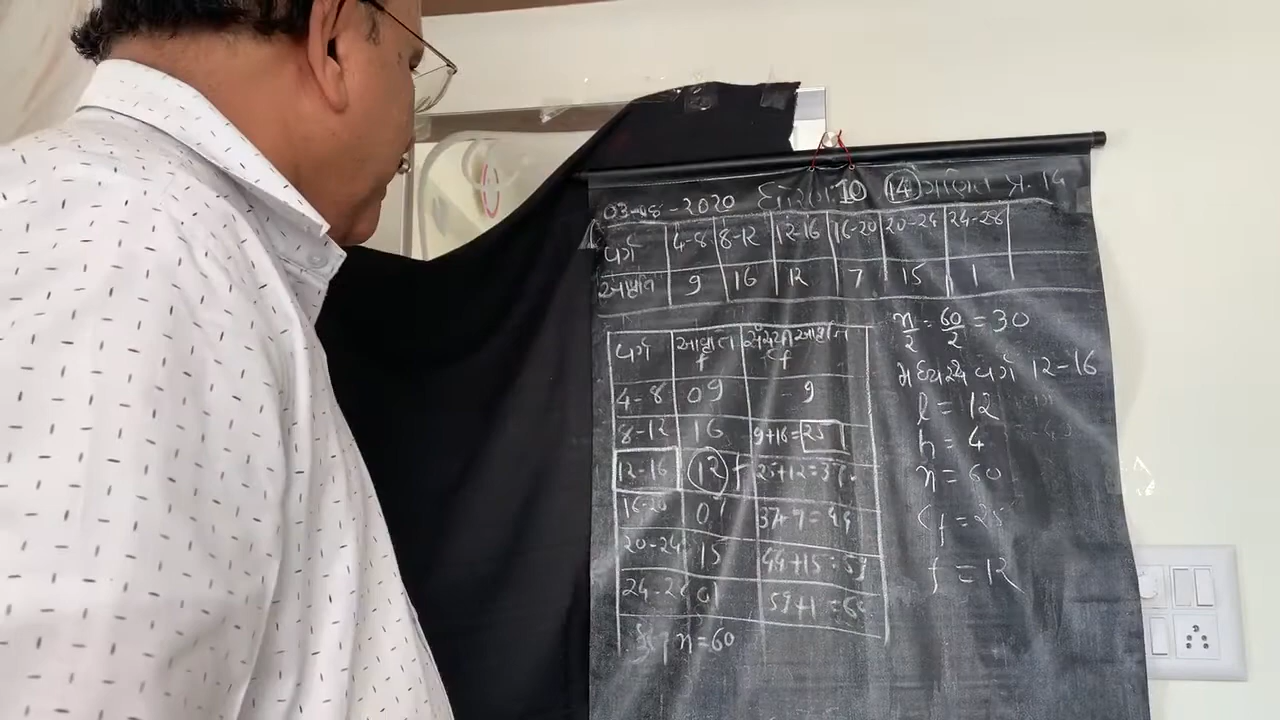 03-08-2020 ધોરણ 10 14 ગણિત પ્ર. 14
વર્ગ 4-8 8-12 12-16 16-20 20-24 24-28
આવૃત્તિ 9 16 12 7 15 1
વર્ગ આવૃત્તિ f સંચયી આવૃત્તિ cf
4-8 09 9
8-12 16 9+16=25
12-16 12 f 25+12=37
16-20 07 37+7=44
20-24 15 44+15=59
24-28 01 59+1=60
કુલ n=60
n/2 = 60/2 = 30
મધ્યસ્થ વર્ગ 12-16
l = 12
h = 4
n = 60
cf = 25
f = 12